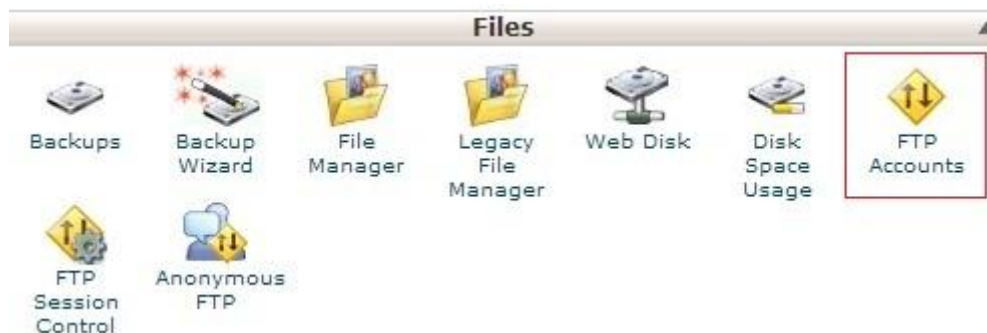 Files
Backups
Backup
Wizard
File
Manager
Legacy
File
Manager
Web Disk
Disk
Space
Usage
FTP
Accounts
FTP
Session
Control
Anonymous
FTP